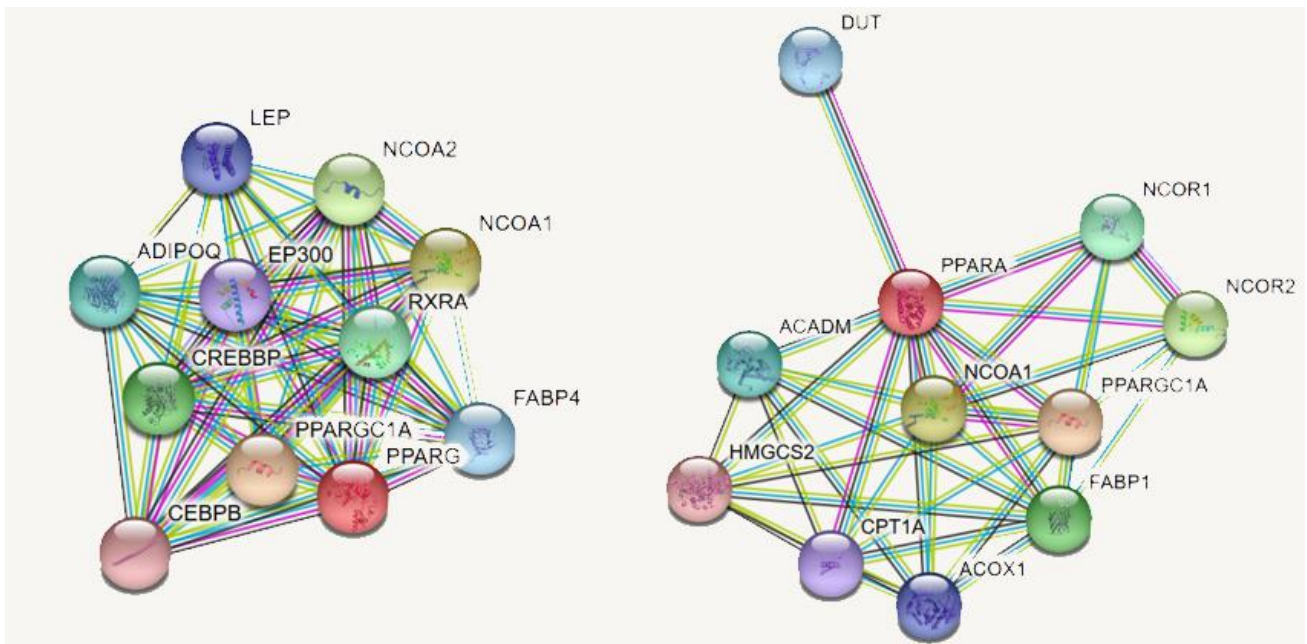 LEP
NCOA2
NCOA1
ADIPOQ
EP300
RXRA
CREBBP
FABP4
PPARGC1A
PPARG
CEBPB
DUT
NCOR1
PPARA
NCOR2
ACADM
NCOA1
PPARGC1A
HMGCS2
FABP1
CPT1A
ACOX1